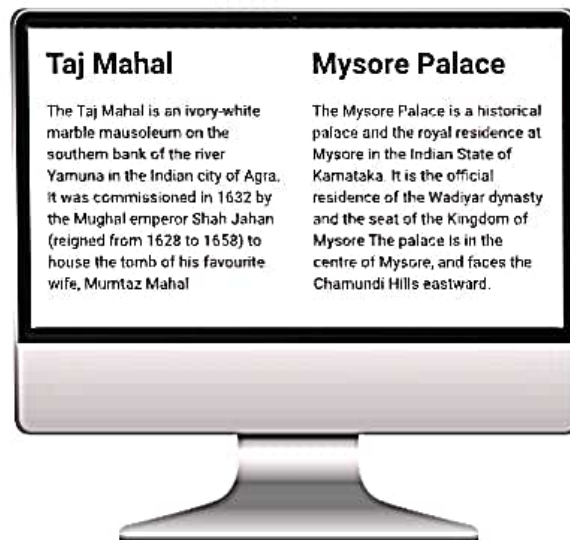 Taj Mahal
The Taj Mahal is an ivory-white
marble mausoleum on the
southern bank of the river
Yamuna in the Indian city of Agra.
It was commissioned in 1632 by
the Mughal emperor Shah Jahan
(reigned from 1628 to 1658) to
house the tomb of his favourite
wife, Mumtaz Mahal
Mysore Palace
The Mysore Palace is a historical
palace and the royal residence at
Mysore in the Indian State of
Karnataka. It is the official
residence of the Wadiyar dynasty
and the seat of the Kingdom of
Mysore The palace is in the
centre of Mysore, and faces the
Chamundi Hills eastward.